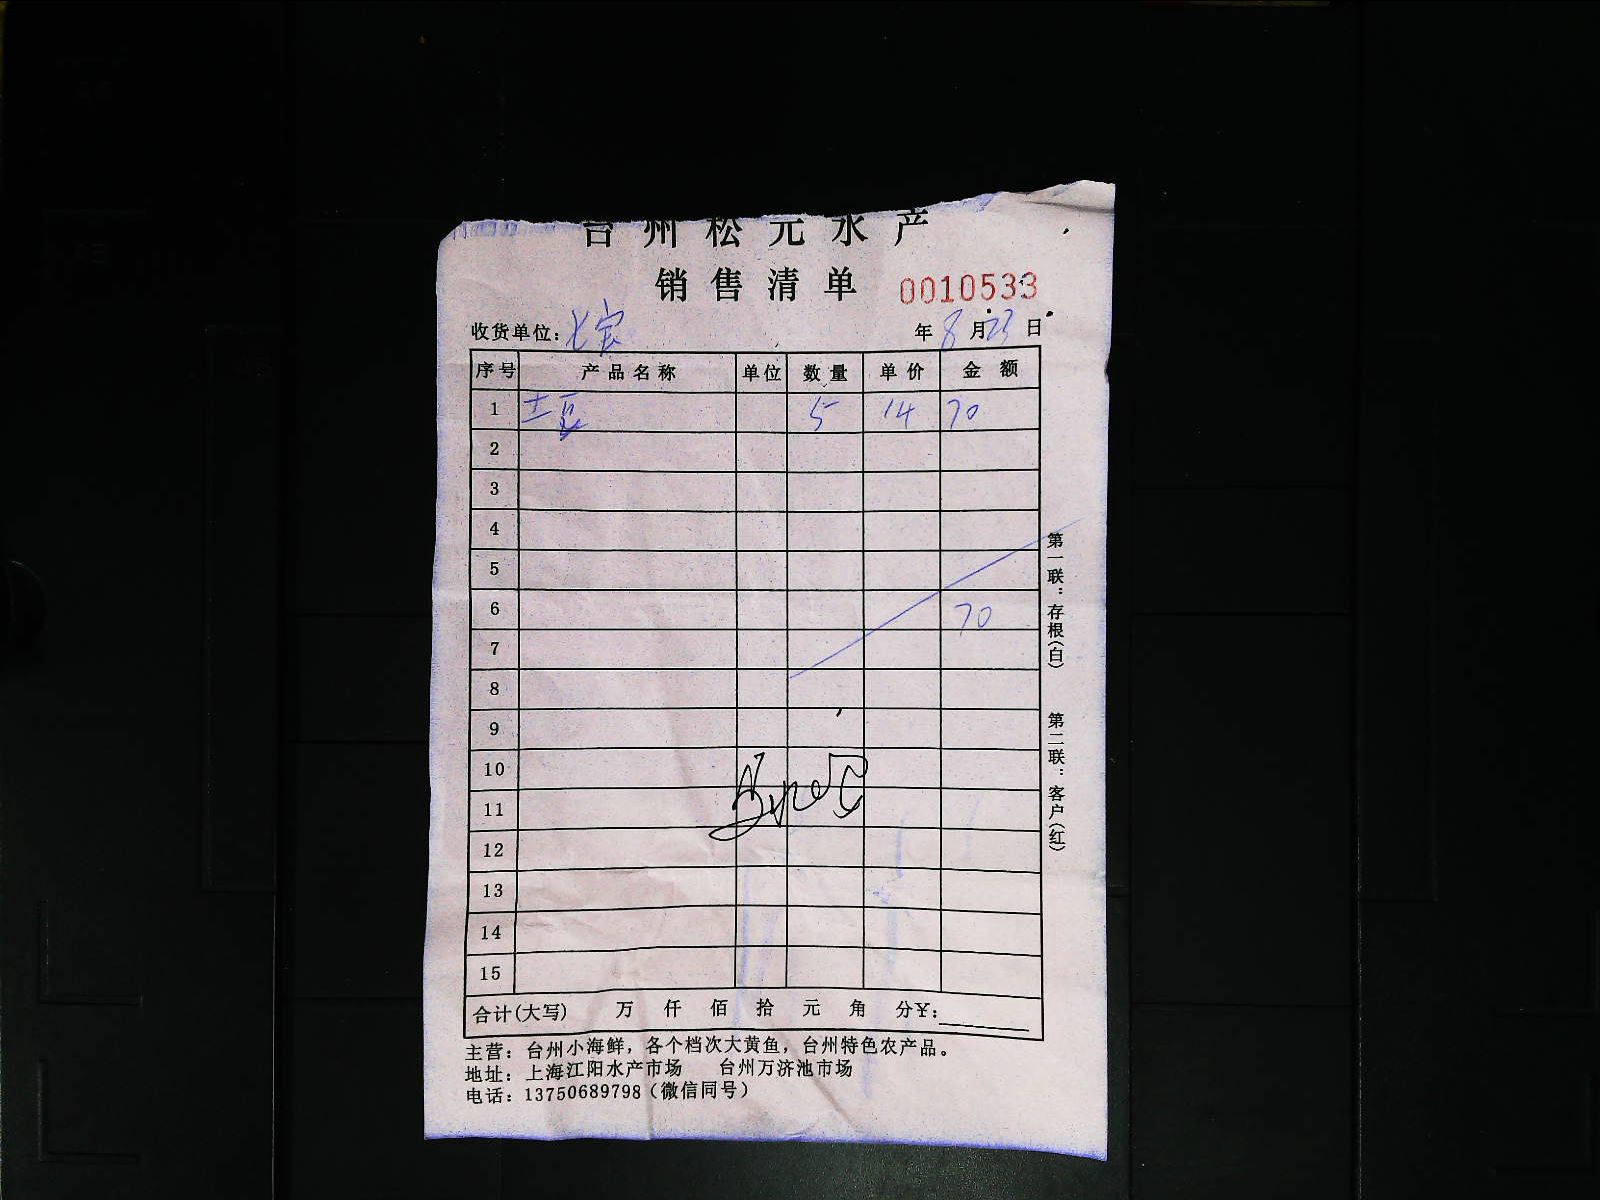 台州松元水产
销售清单 0010533
收货单位：七宝 年 8 月 23 日
序号 产品名称 单位 数量 单价 金额
1 土豆 5 14 70
2
3
4
5
6 70
7
8
9
10
11
12
13
14
15
合计(大写) 万 仟 佰 拾 元 角 分¥：
主营：台州小海鲜，各个档次大黄鱼，台州特色农产品。
地址：上海江阳水产市场 台州万济池市场
电话：13750689798（微信同号）
第一联：存根(白)
第二联：客户(红)